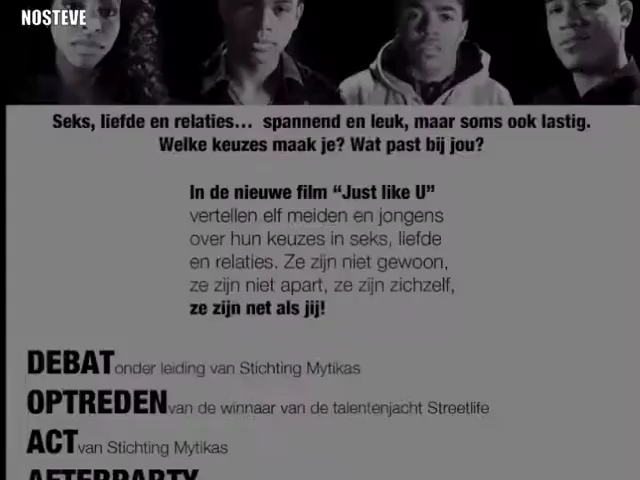 NOSTEVE
Seks, liefde en relaties... spannend en leuk, maar soms ook lastig.
Welke keuzes maak je? Wat past bij jou?
In de nieuwe film “Just like U”
vertellen elf meiden en jongens
over hun keuzes in seks, liefde
en relaties. Ze zijn niet gewoon,
ze zijn niet apart, ze zijn zichzelf,
ze zijn net als jij!
DEBAT onder leiding van Stichting Mytikas
OPTREDEN van de winnaar van de talentenjacht Streetlife
ACT van Stichting Mytikas
AFTERPARTY